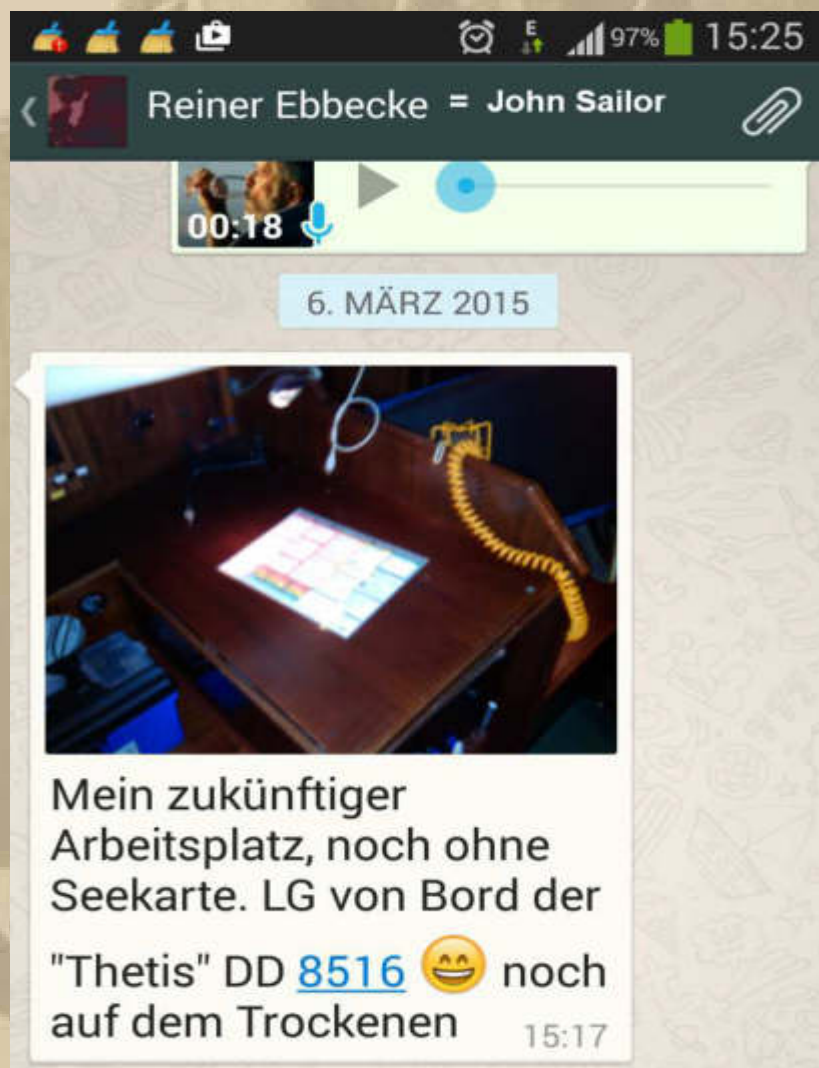 E 97% 15:25
Reiner Ebbecke = John Sailor
00:18
6. MÄRZ 2015
Mein zukünftiger
Arbeitsplatz, noch ohne
Seekarte. LG von Bord der
"Thetis" DD 8516 😄 noch
auf dem Trockenen 15:17